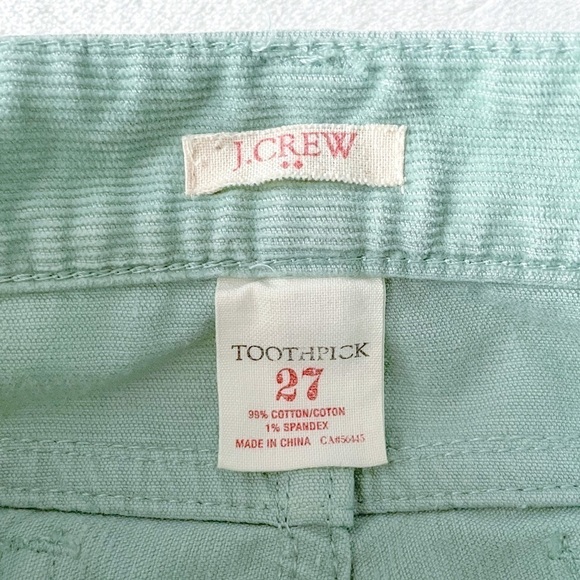 J.CREW
TOOTHPICK
27
99% COTTON/COTON
1% SPANDEX
MADE IN CHINA CA#56445